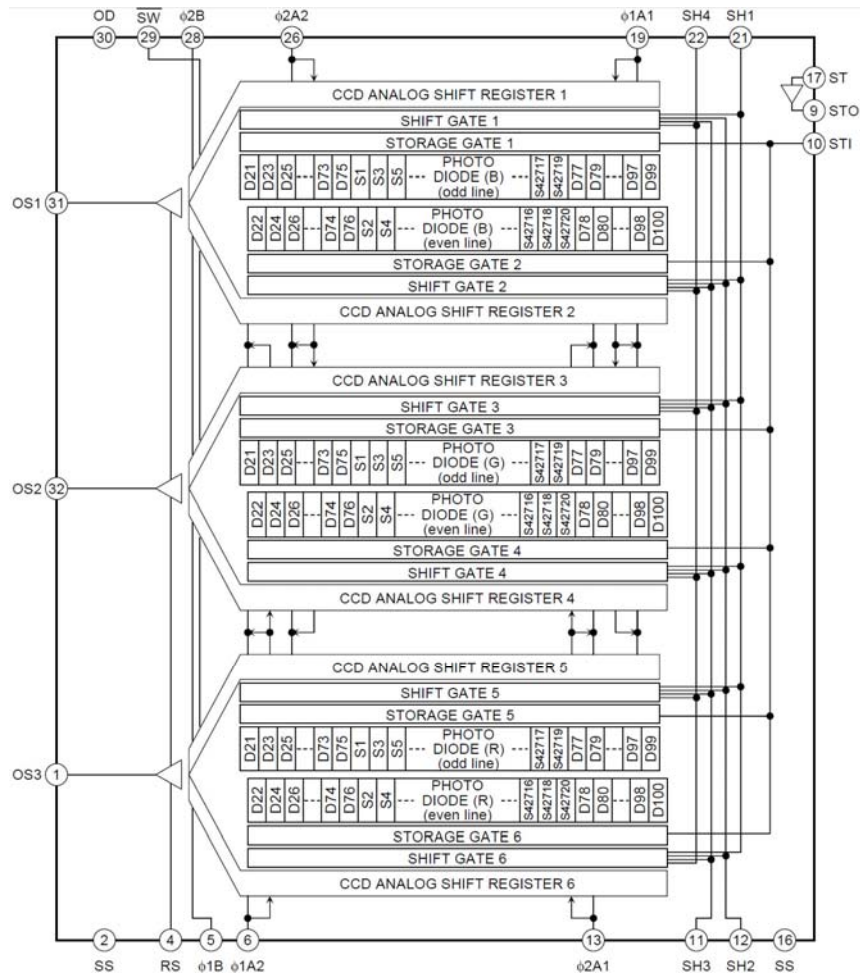 OD SW φ2B φ2A2 φ1A1 SH4 SH1
30 29 28 26 19 22 21
17 ST
9 STO
10 STI
CCD ANALOG SHIFT REGISTER 1
SHIFT GATE 1
STORAGE GATE 1
D21 D23 D25 --- D73 D75 S1 S3 S5 --- PHOTO DIODE (B) (odd line) --- S42717 S42719 D77 D79 --- D97 D99
OS1 31
D22 D24 D26 --- D74 D76 S2 S4 --- PHOTO DIODE (B) (even line) --- S42716 S42718 S42720 D78 D80 --- D98 D100
STORAGE GATE 2
SHIFT GATE 2
CCD ANALOG SHIFT REGISTER 2
CCD ANALOG SHIFT REGISTER 3
SHIFT GATE 3
STORAGE GATE 3
D21 D23 D25 --- D73 D75 S1 S3 S5 --- PHOTO DIODE (G) (odd line) --- S42717 S42719 D77 D79 --- D97 D99
OS2 32
D22 D24 D26 --- D74 D76 S2 S4 --- PHOTO DIODE (G) (even line) --- S42716 S42718 S42720 D78 D80 --- D98 D100
STORAGE GATE 4
SHIFT GATE 4
CCD ANALOG SHIFT REGISTER 4
CCD ANALOG SHIFT REGISTER 5
SHIFT GATE 5
STORAGE GATE 5
D21 D23 D25 --- D73 D75 S1 S3 S5 --- PHOTO DIODE (R) (odd line) --- S42717 S42719 D77 D79 --- D97 D99
OS3 1
D22 D24 D26 --- D74 D76 S2 S4 --- PHOTO DIODE (R) (even line) --- S42716 S42718 S42720 D78 D80 --- D98 D100
STORAGE GATE 6
SHIFT GATE 6
CCD ANALOG SHIFT REGISTER 6
2 4 5 6 13 11 12 16
SS RS φ1B φ1A2 φ2A1 SH3 SH2 SS